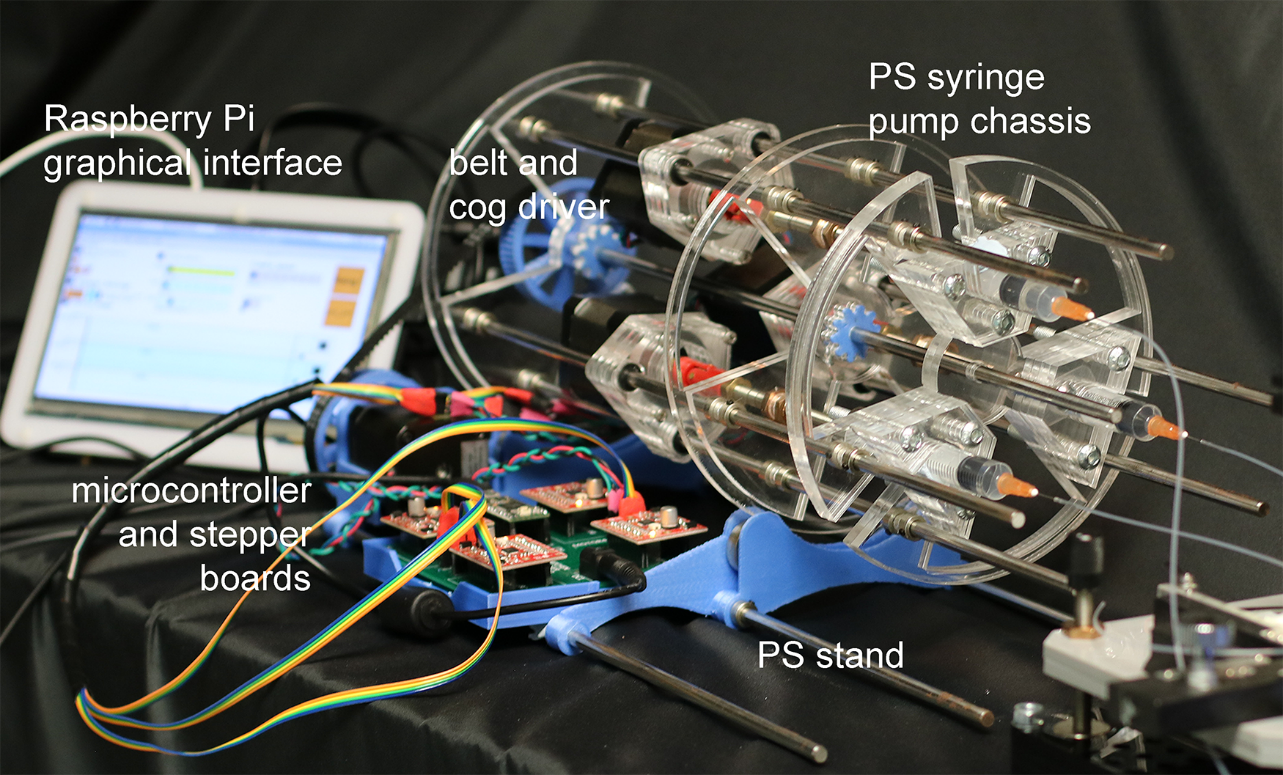 Raspberry Pi
graphical interface
belt and
cog driver
PS syringe
pump chassis
microcontroller
and stepper
boards
PS stand